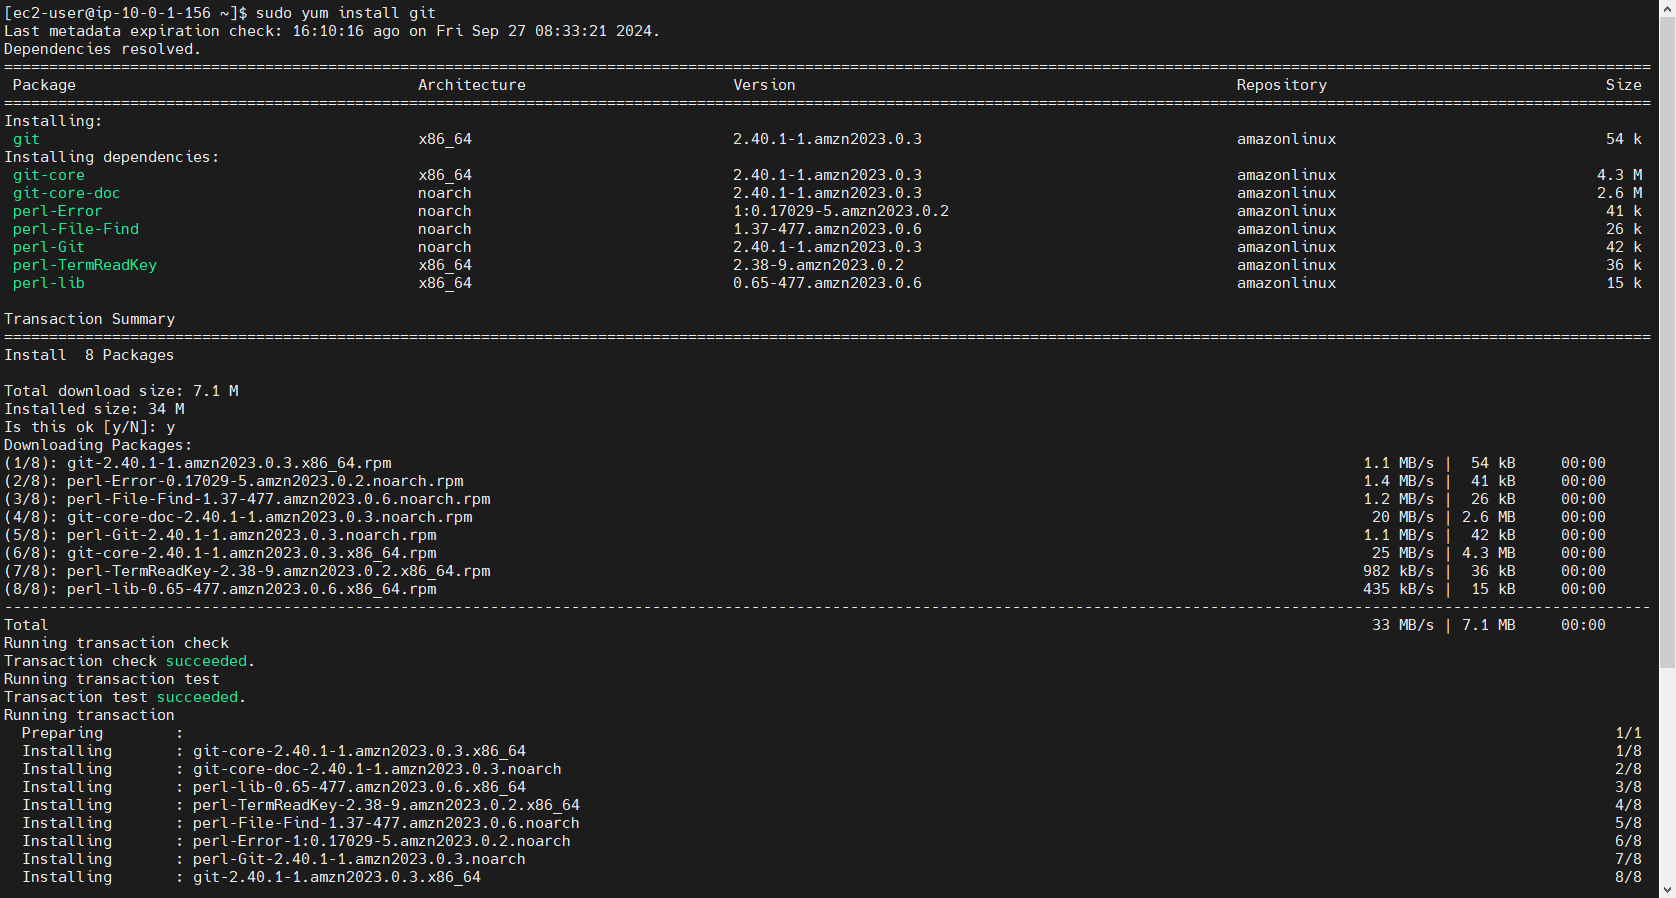 [ec2-user@ip-10-0-1-156 ~]$ sudo yum install git
Last metadata expiration check: 16:10:16 ago on Fri Sep 27 08:33:21 2024.
Dependencies resolved.
Package Architecture Version Repository Size
Installing:
git x86_64 2.40.1-1.amzn2023.0.3 amazonlinux 54 k
Installing dependencies:
git-core x86_64 2.40.1-1.amzn2023.0.3 amazonlinux 4.3 M
git-core-doc noarch 2.40.1-1.amzn2023.0.3 amazonlinux 2.6 M
perl-Error noarch 1:0.17029-5.amzn2023.0.2 amazonlinux 41 k
perl-File-Find noarch 1.37-477.amzn2023.0.6 amazonlinux 26 k
perl-Git noarch 2.40.1-1.amzn2023.0.3 amazonlinux 42 k
perl-TermReadKey x86_64 2.38-9.amzn2023.0.2 amazonlinux 36 k
perl-lib x86_64 0.65-477.amzn2023.0.6 amazonlinux 15 k
Transaction Summary
Install 8 Packages
Total download size: 7.1 M
Installed size: 34 M
Is this ok [y/N]: y
Downloading Packages:
(1/8): git-2.40.1-1.amzn2023.0.3.x86_64.rpm 1.1 MB/s | 54 kB 00:00
(2/8): perl-Error-0.17029-5.amzn2023.0.2.noarch.rpm 1.4 MB/s | 41 kB 00:00
(3/8): perl-File-Find-1.37-477.amzn2023.0.6.noarch.rpm 1.2 MB/s | 26 kB 00:00
(4/8): git-core-doc-2.40.1-1.amzn2023.0.3.noarch.rpm 20 MB/s | 2.6 MB 00:00
(5/8): perl-Git-2.40.1-1.amzn2023.0.3.noarch.rpm 1.1 MB/s | 42 kB 00:00
(6/8): git-core-2.40.1-1.amzn2023.0.3.x86_64.rpm 25 MB/s | 4.3 MB 00:00
(7/8): perl-TermReadKey-2.38-9.amzn2023.0.2.x86_64.rpm 982 kB/s | 36 kB 00:00
(8/8): perl-lib-0.65-477.amzn2023.0.6.x86_64.rpm 435 kB/s | 15 kB 00:00
Total 33 MB/s | 7.1 MB 00:00
Running transaction check
Transaction check succeeded.
Running transaction test
Transaction test succeeded.
Running transaction
Preparing : 1/1
Installing : git-core-2.40.1-1.amzn2023.0.3.x86_64 1/8
Installing : git-core-doc-2.40.1-1.amzn2023.0.3.noarch 2/8
Installing : perl-lib-0.65-477.amzn2023.0.6.x86_64 3/8
Installing : perl-TermReadKey-2.38-9.amzn2023.0.2.x86_64 4/8
Installing : perl-File-Find-1.37-477.amzn2023.0.6.noarch 5/8
Installing : perl-Error-1:0.17029-5.amzn2023.0.2.noarch 6/8
Installing : perl-Git-2.40.1-1.amzn2023.0.3.noarch 7/8
Installing : git-2.40.1-1.amzn2023.0.3.x86_64 8/8